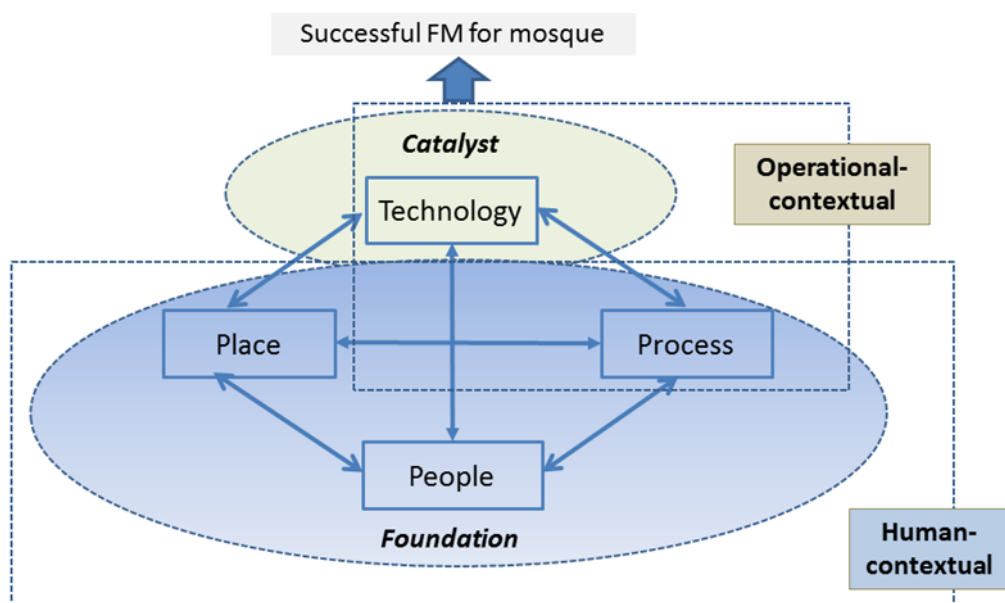 Successful FM for mosque
Catalyst
Operational-
contextual
Technology
Place
Process
People
Foundation
Human-
contextual